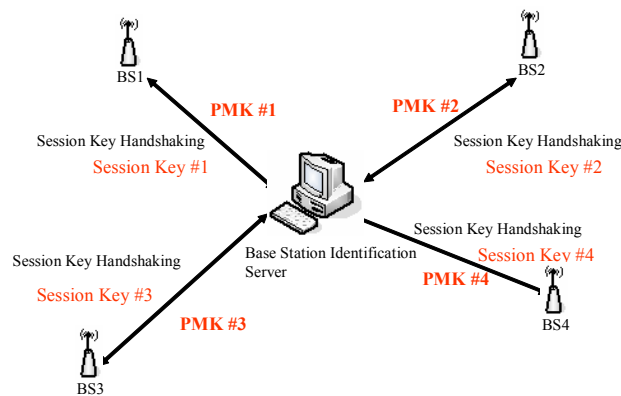 BS1
BS2
PMK #1
PMK #2
Session Key Handshaking
Session Key #1
Session Key Handshaking
Session Key #2
Session Key Handshaking
Session Key #4
Base Station Identification
Server
Session Key Handshaking
Session Key #3
PMK #4
PMK #3
BS4
BS3